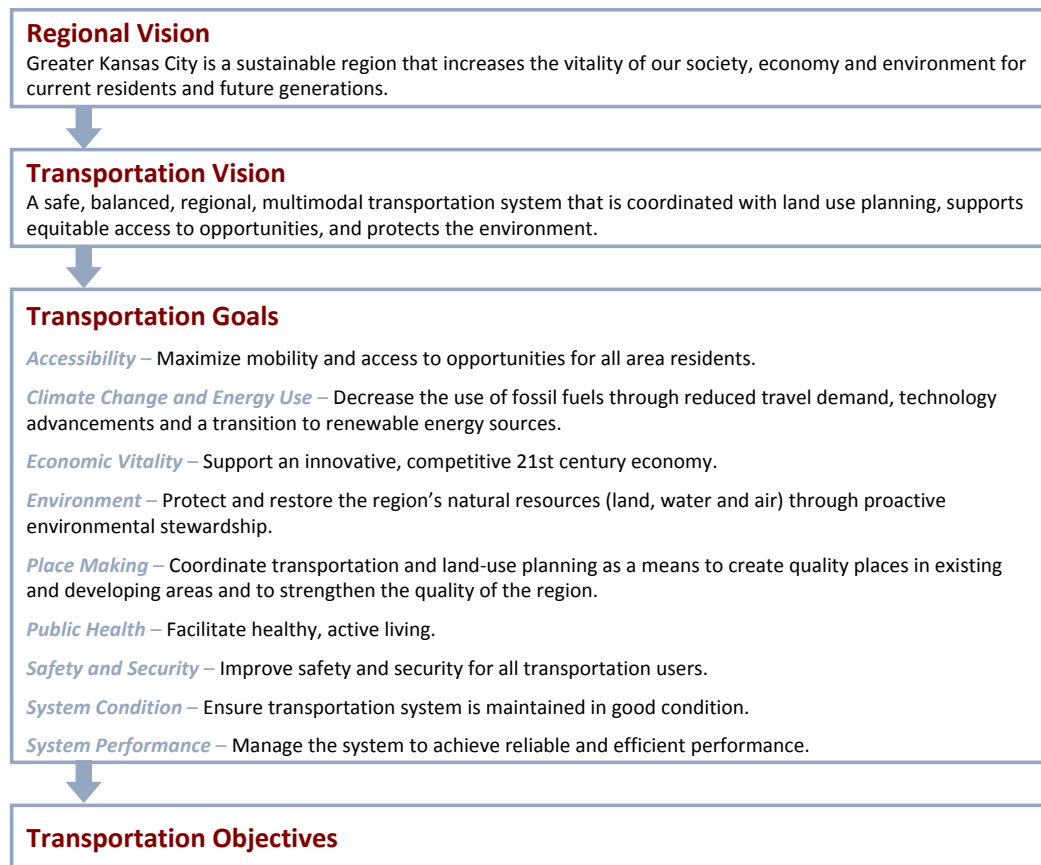 Regional Vision
Greater Kansas City is a sustainable region that increases the vitality of our society, economy and environment for
current residents and future generations.
Transportation Vision
A safe, balanced, regional, multimodal transportation system that is coordinated with land use planning, supports
equitable access to opportunities, and protects the environment.
Transportation Goals
Accessibility – Maximize mobility and access to opportunities for all area residents.
Climate Change and Energy Use – Decrease the use of fossil fuels through reduced travel demand, technology
advancements and a transition to renewable energy sources.
Economic Vitality – Support an innovative, competitive 21st century economy.
Environment – Protect and restore the region’s natural resources (land, water and air) through proactive
environmental stewardship.
Place Making – Coordinate transportation and land-use planning as a means to create quality places in existing
and developing areas and to strengthen the quality of the region.
Public Health – Facilitate healthy, active living.
Safety and Security – Improve safety and security for all transportation users.
System Condition – Ensure transportation system is maintained in good condition.
System Performance – Manage the system to achieve reliable and efficient performance.
Transportation Objectives